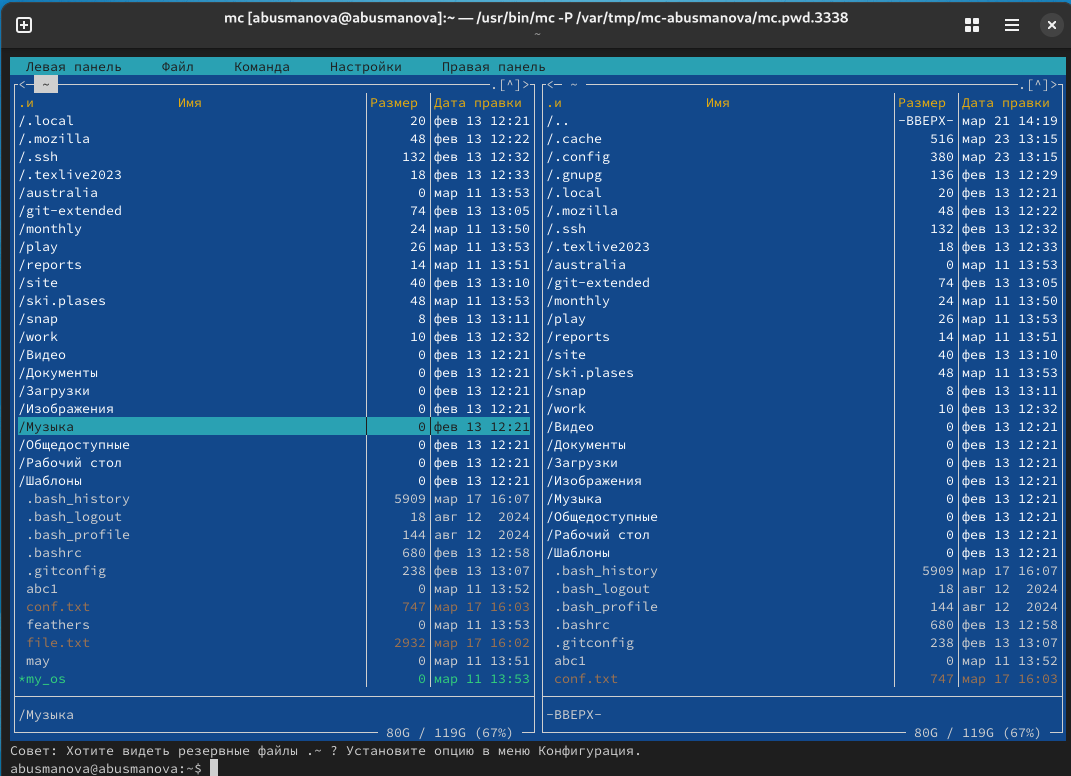 mc [abusmanova@abusmanova]:~ — /usr/bin/mc -P /var/tmp/mc-abusmanova/mc.pwd.3338
~
Левая панель Файл Команда Настройки Правая панель
<— ~ .[^]> <— ~ .[^]>
.и Имя Размер Дата правки .и Имя Размер Дата правки
/.local 20 фев 13 12:21 /.. -ВВЕРХ- мар 21 14:19
/.mozilla 48 фев 13 12:22 /.cache 516 мар 23 13:15
/.ssh 132 фев 13 12:32 /.config 380 мар 23 13:15
/.texlive2023 18 фев 13 12:33 /.gnupg 136 фев 13 12:29
/australia 0 мар 11 13:53 /.local 20 фев 13 12:21
/git-extended 74 фев 13 13:05 /.mozilla 48 фев 13 12:22
/monthly 24 мар 11 13:50 /.ssh 132 фев 13 12:32
/play 26 мар 11 13:53 /.texlive2023 18 фев 13 12:33
/reports 14 мар 11 13:51 /australia 0 мар 11 13:53
/site 40 фев 13 13:10 /git-extended 74 фев 13 13:05
/ski.plases 48 мар 11 13:53 /monthly 24 мар 11 13:50
/snap 8 фев 13 13:11 /play 26 мар 11 13:53
/work 10 фев 13 12:32 /reports 14 мар 11 13:51
/Видео 0 фев 13 12:21 /site 40 фев 13 13:10
/Документы 0 фев 13 12:21 /ski.plases 48 мар 11 13:53
/Загрузки 0 фев 13 12:21 /snap 8 фев 13 13:11
/Изображения 0 фев 13 12:21 /work 10 фев 13 12:32
/Музыка 0 фев 13 12:21 /Видео 0 фев 13 12:21
/Общедоступные 0 фев 13 12:21 /Документы 0 фев 13 12:21
/Рабочий стол 0 фев 13 12:21 /Загрузки 0 фев 13 12:21
/Шаблоны 0 фев 13 12:21 /Изображения 0 фев 13 12:21
.bash_history 5909 мар 17 16:07 /Музыка 0 фев 13 12:21
.bash_logout 18 авг 12 2024 /Общедоступные 0 фев 13 12:21
.bash_profile 144 авг 12 2024 /Рабочий стол 0 фев 13 12:21
.bashrc 680 фев 13 12:58 /Шаблоны 0 фев 13 12:21
.gitconfig 238 фев 13 13:07 .bash_history 5909 мар 17 16:07
abc1 0 мар 11 13:52 .bash_logout 18 авг 12 2024
conf.txt 747 мар 17 16:03 .bash_profile 144 авг 12 2024
feathers 0 мар 11 13:53 .bashrc 680 фев 13 12:58
file.txt 2932 мар 17 16:02 .gitconfig 238 фев 13 13:07
may 0 мар 11 13:51 abc1 0 мар 11 13:52
*my_os 0 мар 11 13:53 conf.txt 747 мар 17 16:03
/Музыка -ВВЕРХ-
80G / 119G (67%) 80G / 119G (67%)
Совет: Хотите видеть резервные файлы .~ ? Установите опцию в меню Конфигурация.
abusmanova@abusmanova:~$